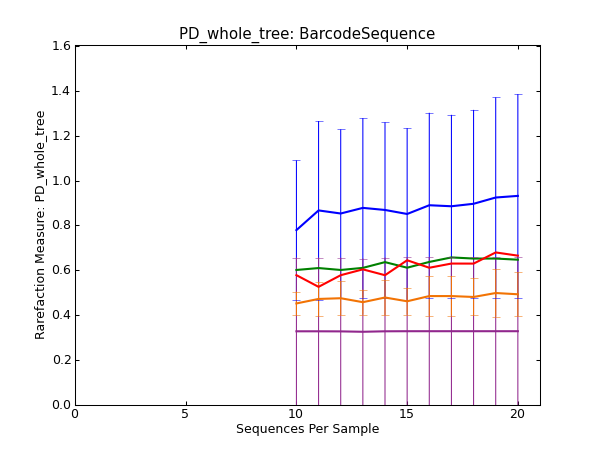 PD_whole_tree: BarcodeSequence
1.6
1.4
1.2
1.0
0.8
0.6
0.4
0.2
0.0
Rarefaction Measure: PD_whole_tree
0 5 10 15 20
Sequences Per Sample